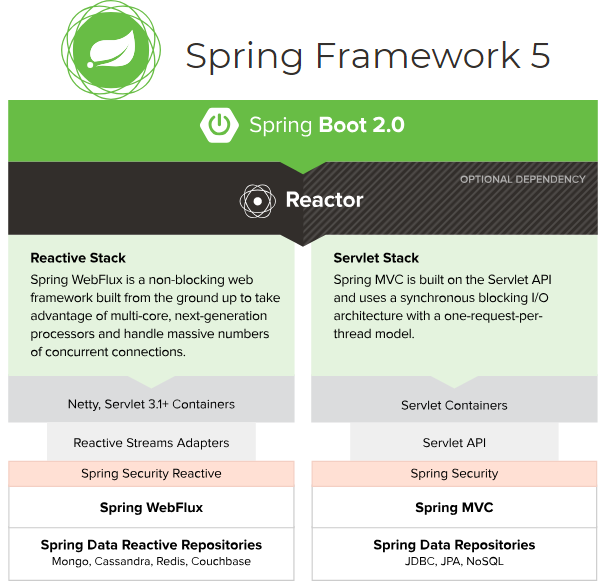 Spring Framework 5
Spring Boot 2.0
OPTIONAL DEPENDENCY
Reactor
Reactive Stack
Spring WebFlux is a non-blocking web
framework built from the ground up to take
advantage of multi-core, next-generation
processors and handle massive numbers
of concurrent connections.
Servlet Stack
Spring MVC is built on the Servlet API
and uses a synchronous blocking I/O
architecture with a one-request-per-
thread model.
Netty, Servlet 3.1+ Containers
Servlet Containers
Reactive Streams Adapters
Servlet API
Spring Security Reactive
Spring Security
Spring WebFlux
Spring MVC
Spring Data Reactive Repositories
Mongo, Cassandra, Redis, Couchbase
Spring Data Repositories
JDBC, JPA, NoSQL